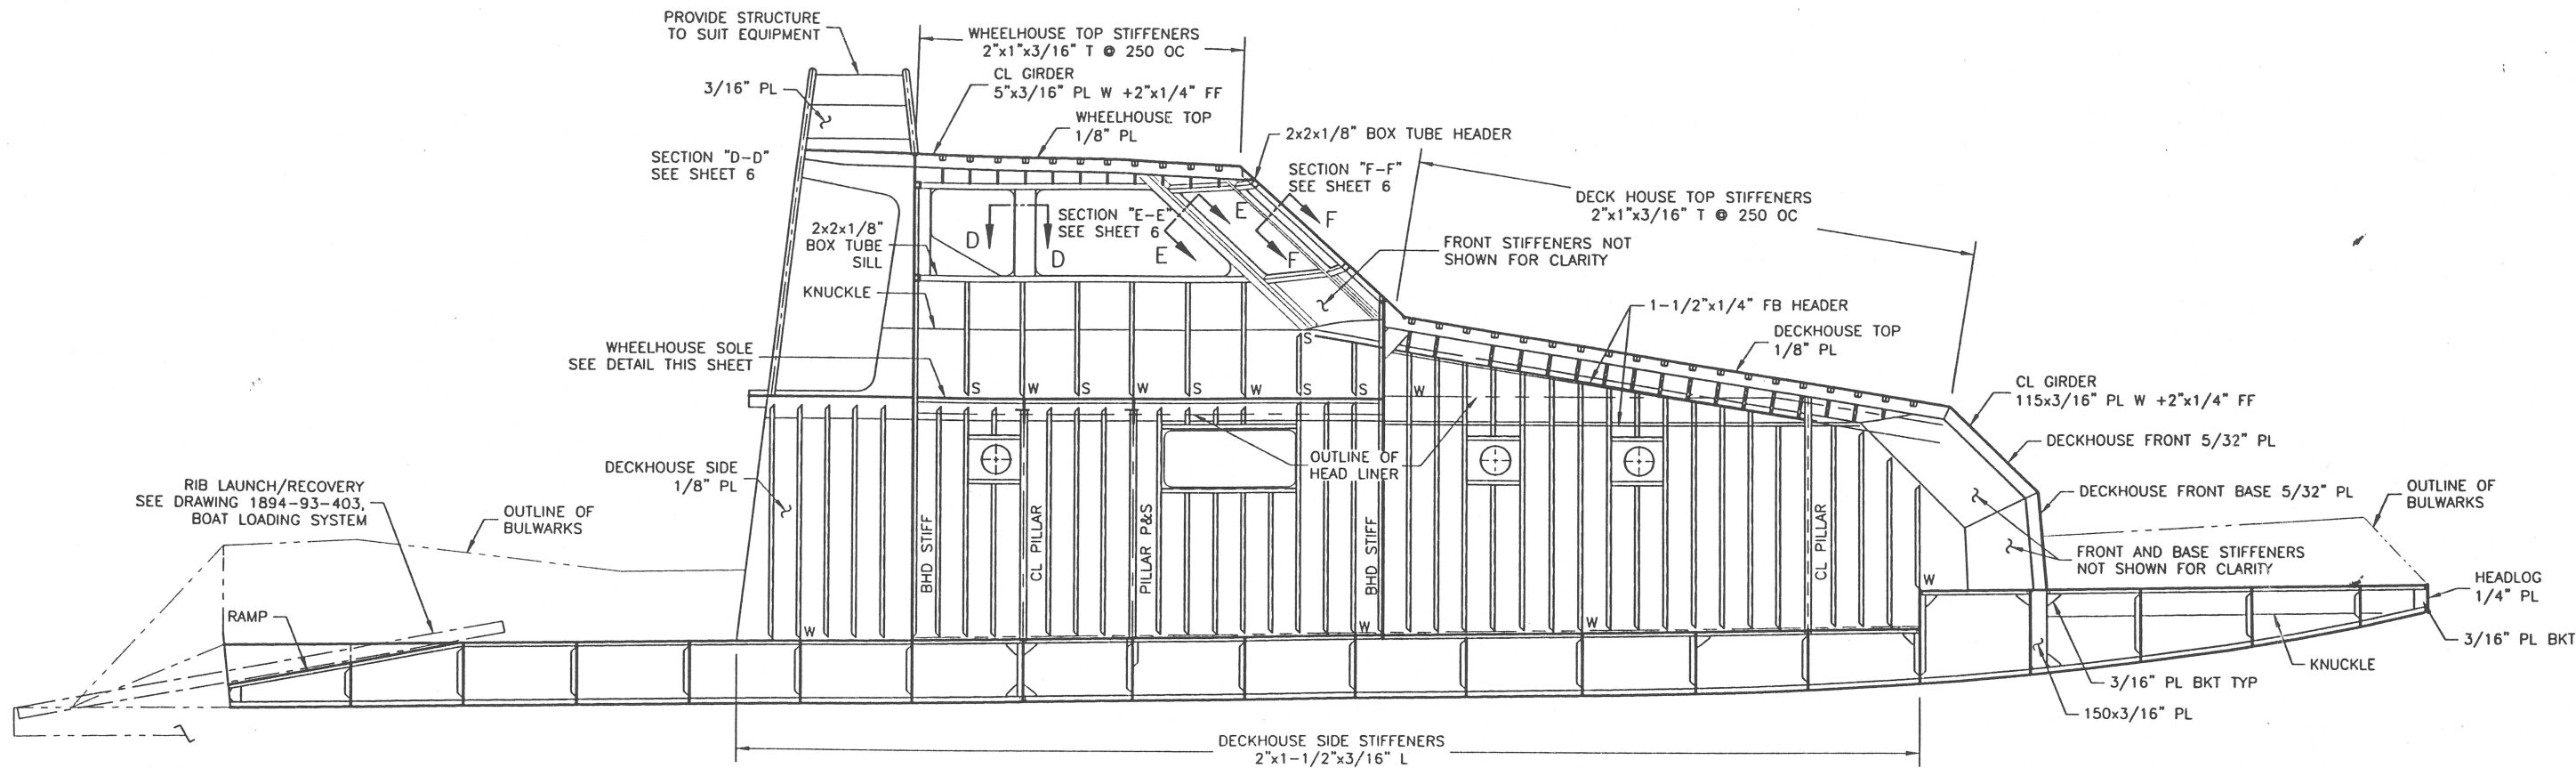 PROVIDE STRUCTURE
TO SUIT EQUIPMENT
3/16" PL
WHEELHOUSE TOP STIFFENERS
2"x1"x3/16" T @ 250 OC
CL GIRDER
5"x3/16" PL W +2"x1/4" FF
WHEELHOUSE TOP
1/8" PL
2x2x1/8" BOX TUBE HEADER
SECTION "D-D"
SEE SHEET 6
SECTION "F-F"
SEE SHEET 6
DECK HOUSE TOP STIFFENERS
2"x1"x3/16" T @ 250 OC
SECTION "E-E"
SEE SHEET 6
D
D
E
E
F
F
2x2x1/8"
BOX TUBE
SILL
FRONT STIFFENERS NOT
SHOWN FOR CLARITY
KNUCKLE
1-1/2"x1/4" FB HEADER
DECKHOUSE TOP
1/8" PL
WHEELHOUSE SOLE
SEE DETAIL THIS SHEET
S
S
W
S
W
S
W
S
S
W
CL GIRDER
115x3/16" PL W +2"x1/4" FF
DECKHOUSE FRONT 5/32" PL
DECKHOUSE SIDE
1/8" PL
OUTLINE OF
HEAD LINER
RIB LAUNCH/RECOVERY
SEE DRAWING 1894-93-403,
BOAT LOADING SYSTEM
OUTLINE OF
BULWARKS
DECKHOUSE FRONT BASE 5/32" PL
OUTLINE OF
BULWARKS
BHD STIFF
CL PILLAR
PILLAR P&S
BHD STIFF
CL PILLAR
FRONT AND BASE STIFFENERS
NOT SHOWN FOR CLARITY
RAMP
W
W
W
W
HEADLOG
1/4" PL
3/16" PL BKT
KNUCKLE
3/16" PL BKT TYP
150x3/16" PL
DECKHOUSE SIDE STIFFENERS
2"x1-1/2"x3/16" L